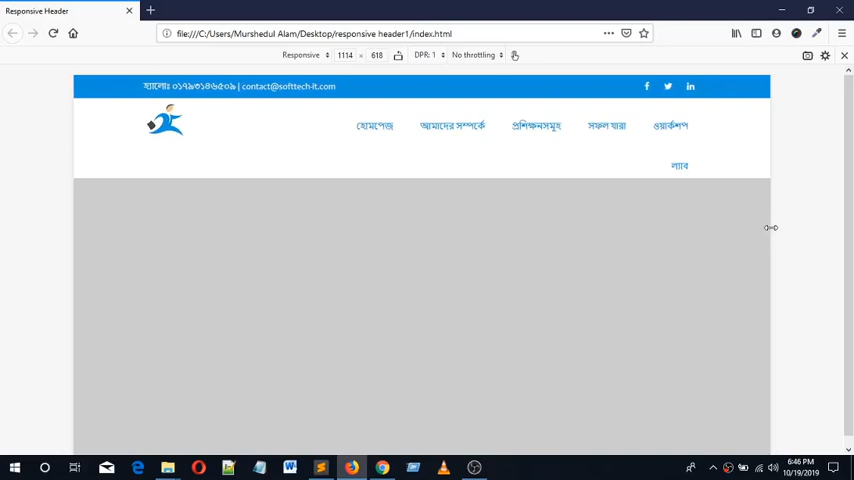 Responsive Header
file:///C:/Users/Murshedul Alam/Desktop/responsive header1/index.html
Responsive 1114 × 618 DPR: 1 No throttling
হ্যালোঃ ০১৭৯৩১৪৬৫০৯ | contact@softtech-it.com
হোমপেজ আমাদের সম্পর্কে প্রশিক্ষনসমূহ সফল যারা ওয়ার্কশপ
ল্যাব
6:46 PM
10/19/2019